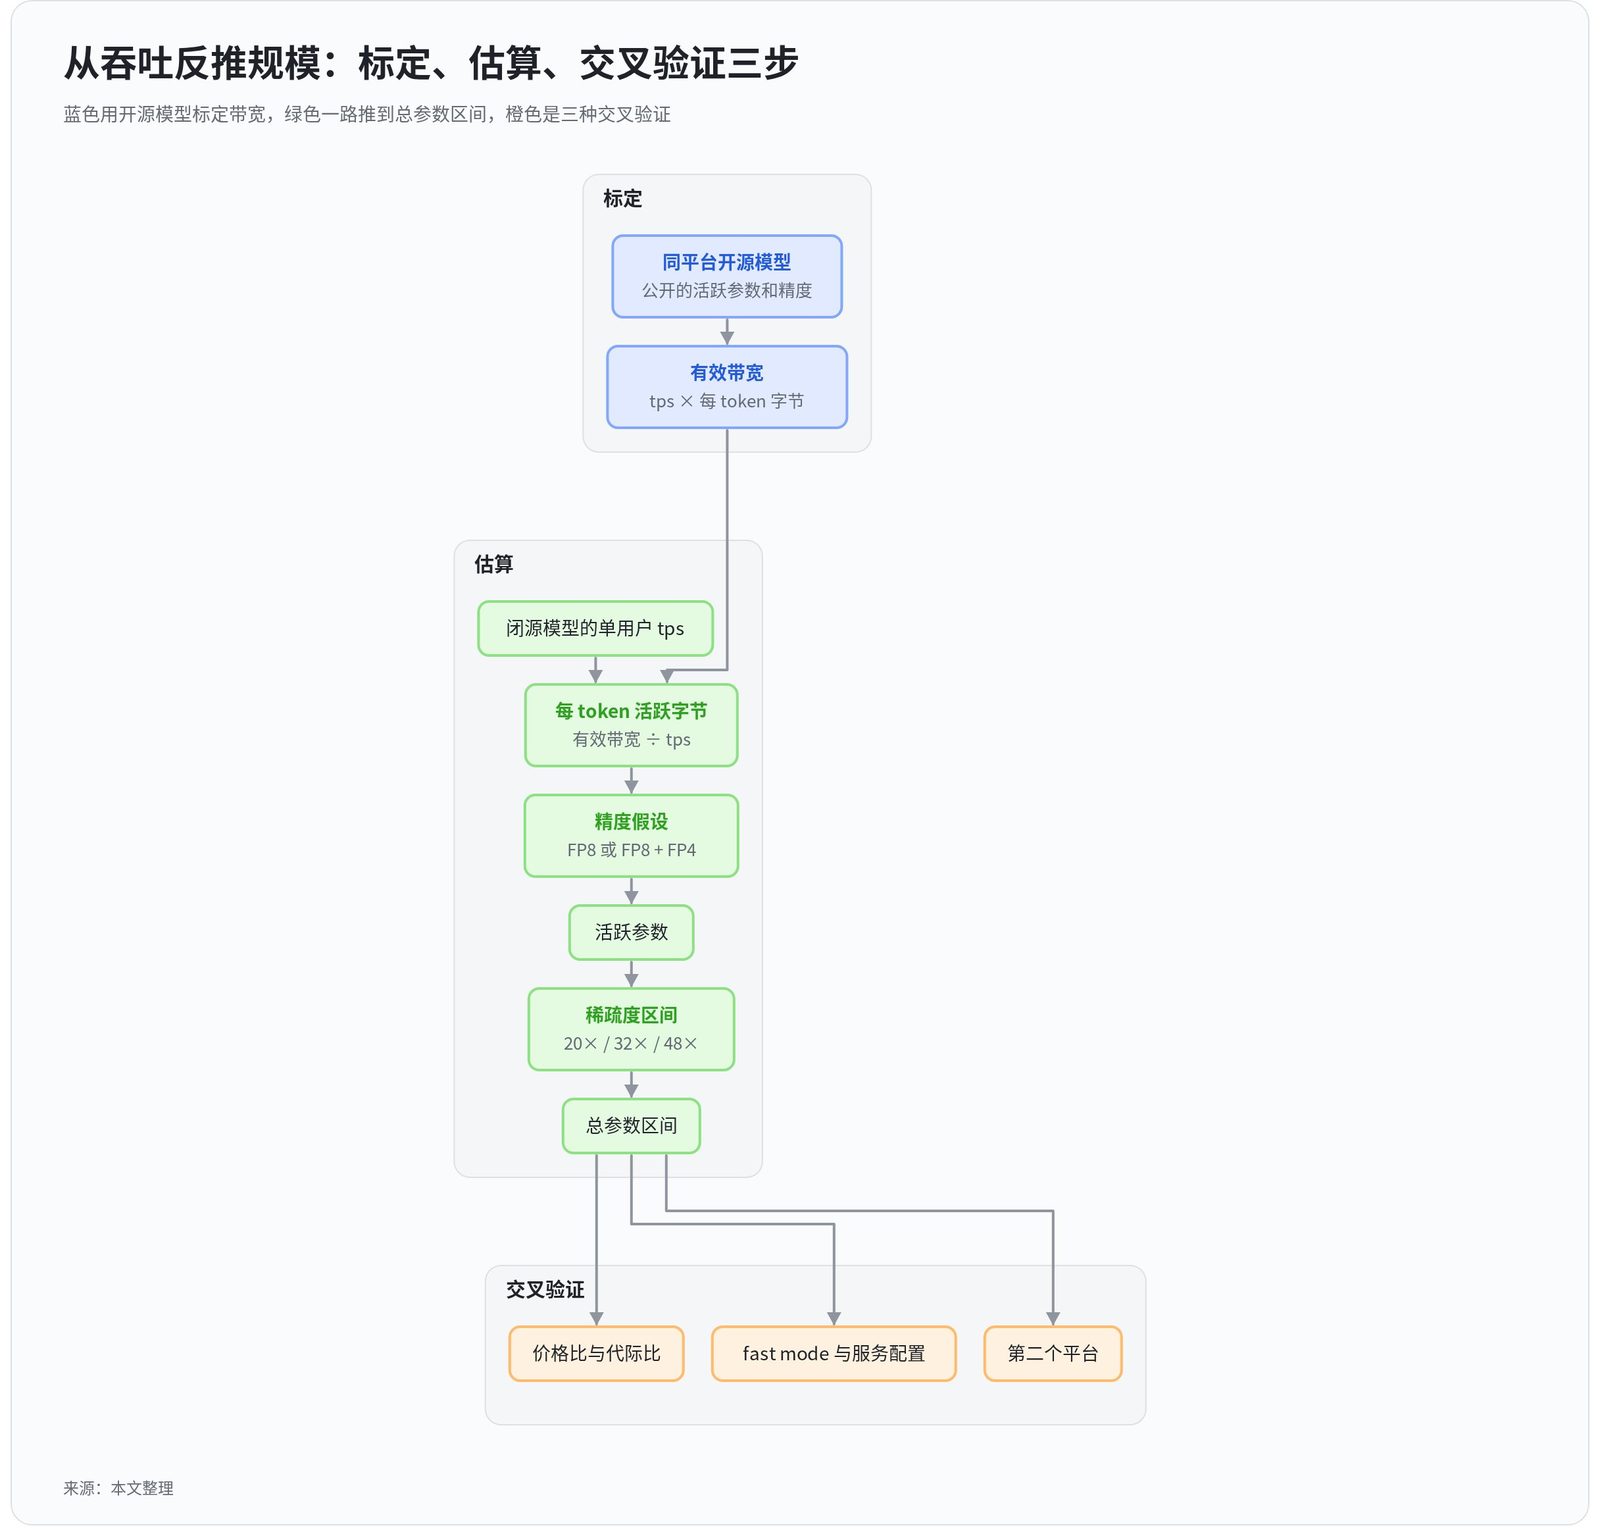 从吞吐反推规模：标定、估算、交叉验证三步
蓝色用开源模型标定带宽，绿色一路推到总参数区间，橙色是三种交叉验证
标定
同平台开源模型
公开的活跃参数和精度
有效带宽
tps × 每 token 字节
估算
闭源模型的单用户 tps
每 token 活跃字节
有效带宽 ÷ tps
精度假设
FP8 或 FP8 + FP4
活跃参数
稀疏度区间
20× / 32× / 48×
总参数区间
交叉验证
价格比与代际比
fast mode 与服务配置
第二个平台
来源：本文整理